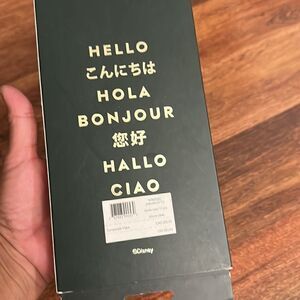 HELLO
こんにちは
HOLA
BONJOUR
您好
HALLO
CIAO
©Disney